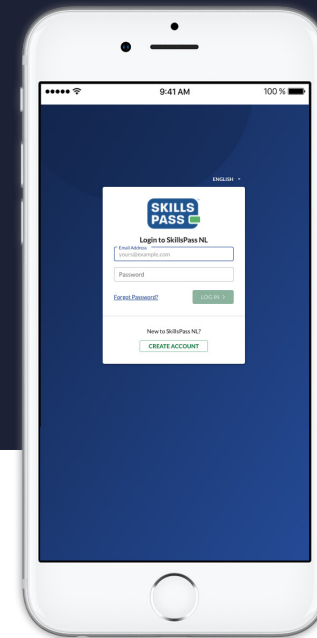 9:41 AM
100 %
ENGLISH
SKILLS
PASS
Login to SkillsPass NL
Email Address
yours@example.com
Password
Forgot Password?
LOG IN >
New to SkillsPass NL?
CREATE ACCOUNT